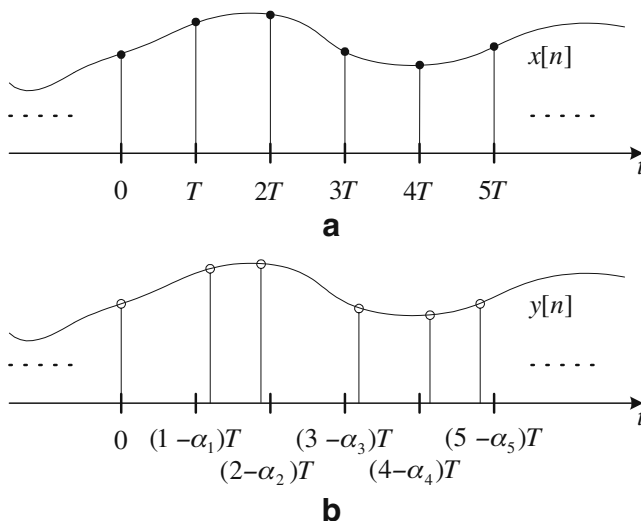 x[n]
. . . . . . . . . .
t
0 T 2T 3T 4T 5T
a
y[n]
. . . . . . . . . .
t
0 (1 -α₁)T (3 -α₃)T (5 -α₅)T
(2-α₂)T (4-α₄)T
b